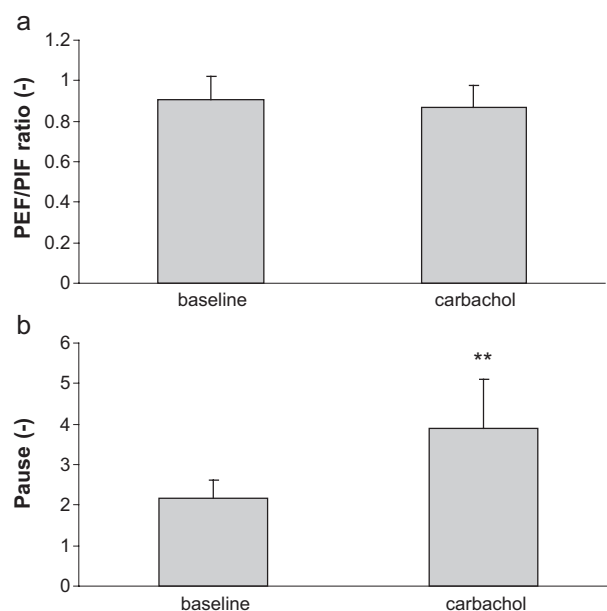 a
PEF/PIF ratio (-)
1.2
1
0.8
0.6
0.4
0.2
0
baseline carbachol
b
Pause (-)
6
5
4
3
2
1
0
**
baseline carbachol